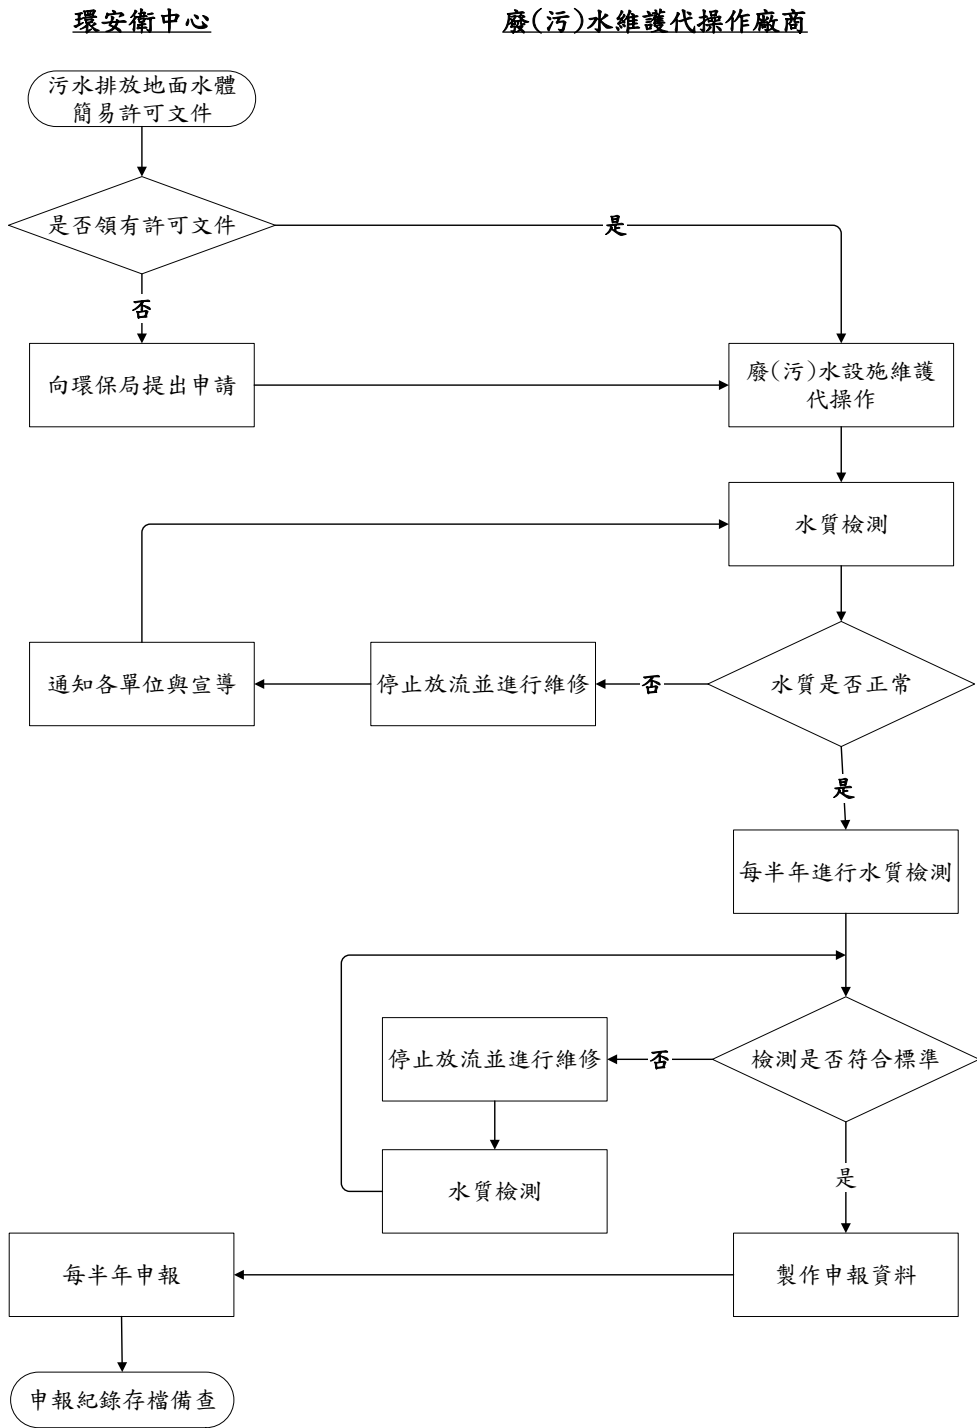 環安衛中心
廢(污)水維護代操作廠商
污水排放地面水體
簡易許可文件
是否領有許可文件
是
否
向環保局提出申請
廢(污)水設施維護
代操作
水質檢測
通知各單位與宣導
停止放流並進行維修
否
水質是否正常
是
每半年進行水質檢測
停止放流並進行維修
否
檢測是否符合標準
水質檢測
是
每半年申報
製作申報資料
申報紀錄存檔備查